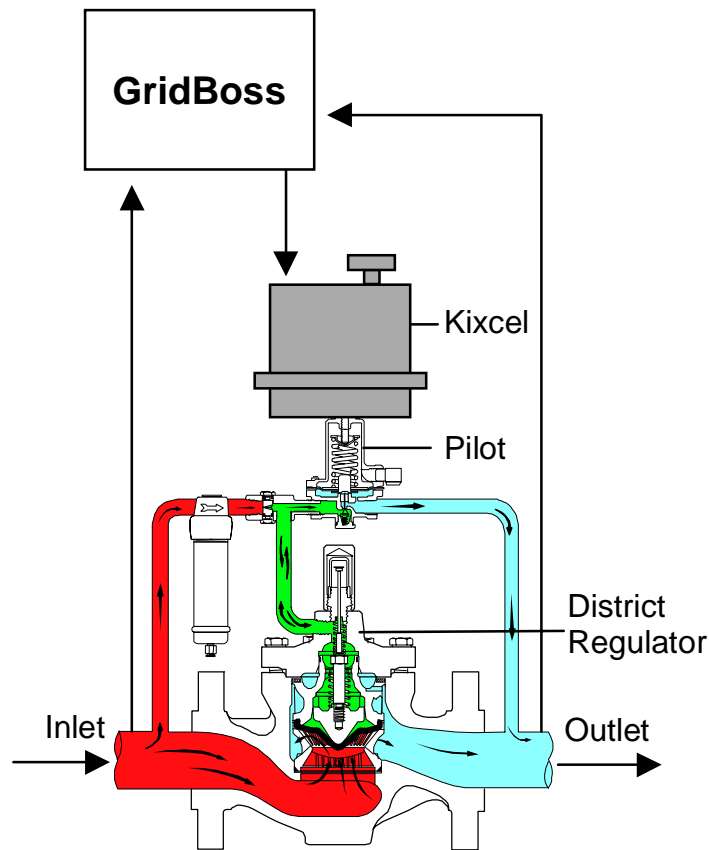 GridBoss
Kixcel
Pilot
District
Regulator
Inlet
Outlet